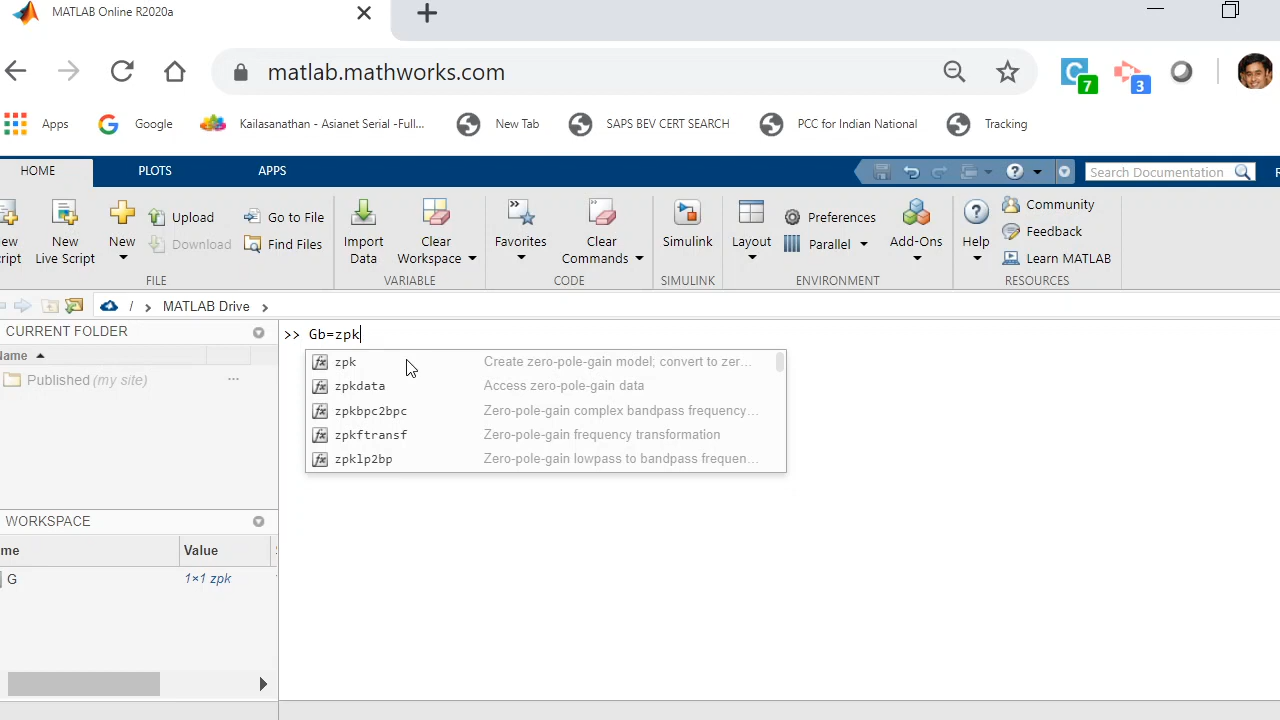 MATLAB Online R2020a
matlab.mathworks.com
7
3
Apps Google Kailasanathan - Asianet Serial -Full... New Tab SAPS BEV CERT SEARCH PCC for Indian National Tracking
HOME PLOTS APPS
Search Documentation
New Script
New Live Script
New
Upload
Download
Go to File
Find Files
FILE
Import Data
Clear Workspace
VARIABLE
Favorites
Clear Commands
CODE
Simulink
SIMULINK
Layout
Preferences
Parallel
Add-Ons
ENVIRONMENT
Help
Community
Feedback
Learn MATLAB
RESOURCES
/ MATLAB Drive
CURRENT FOLDER
Name
Published (my site) ...
WORKSPACE
Value
G 1×1 zpk
>> Gb=zpk
zpk Create zero-pole-gain model; convert to zer...
zpkdata Access zero-pole-gain data
zpkbpc2bpc Zero-pole-gain complex bandpass frequency...
zpkftransf Zero-pole-gain frequency transformation
zpklp2bp Zero-pole-gain lowpass to bandpass frequen...